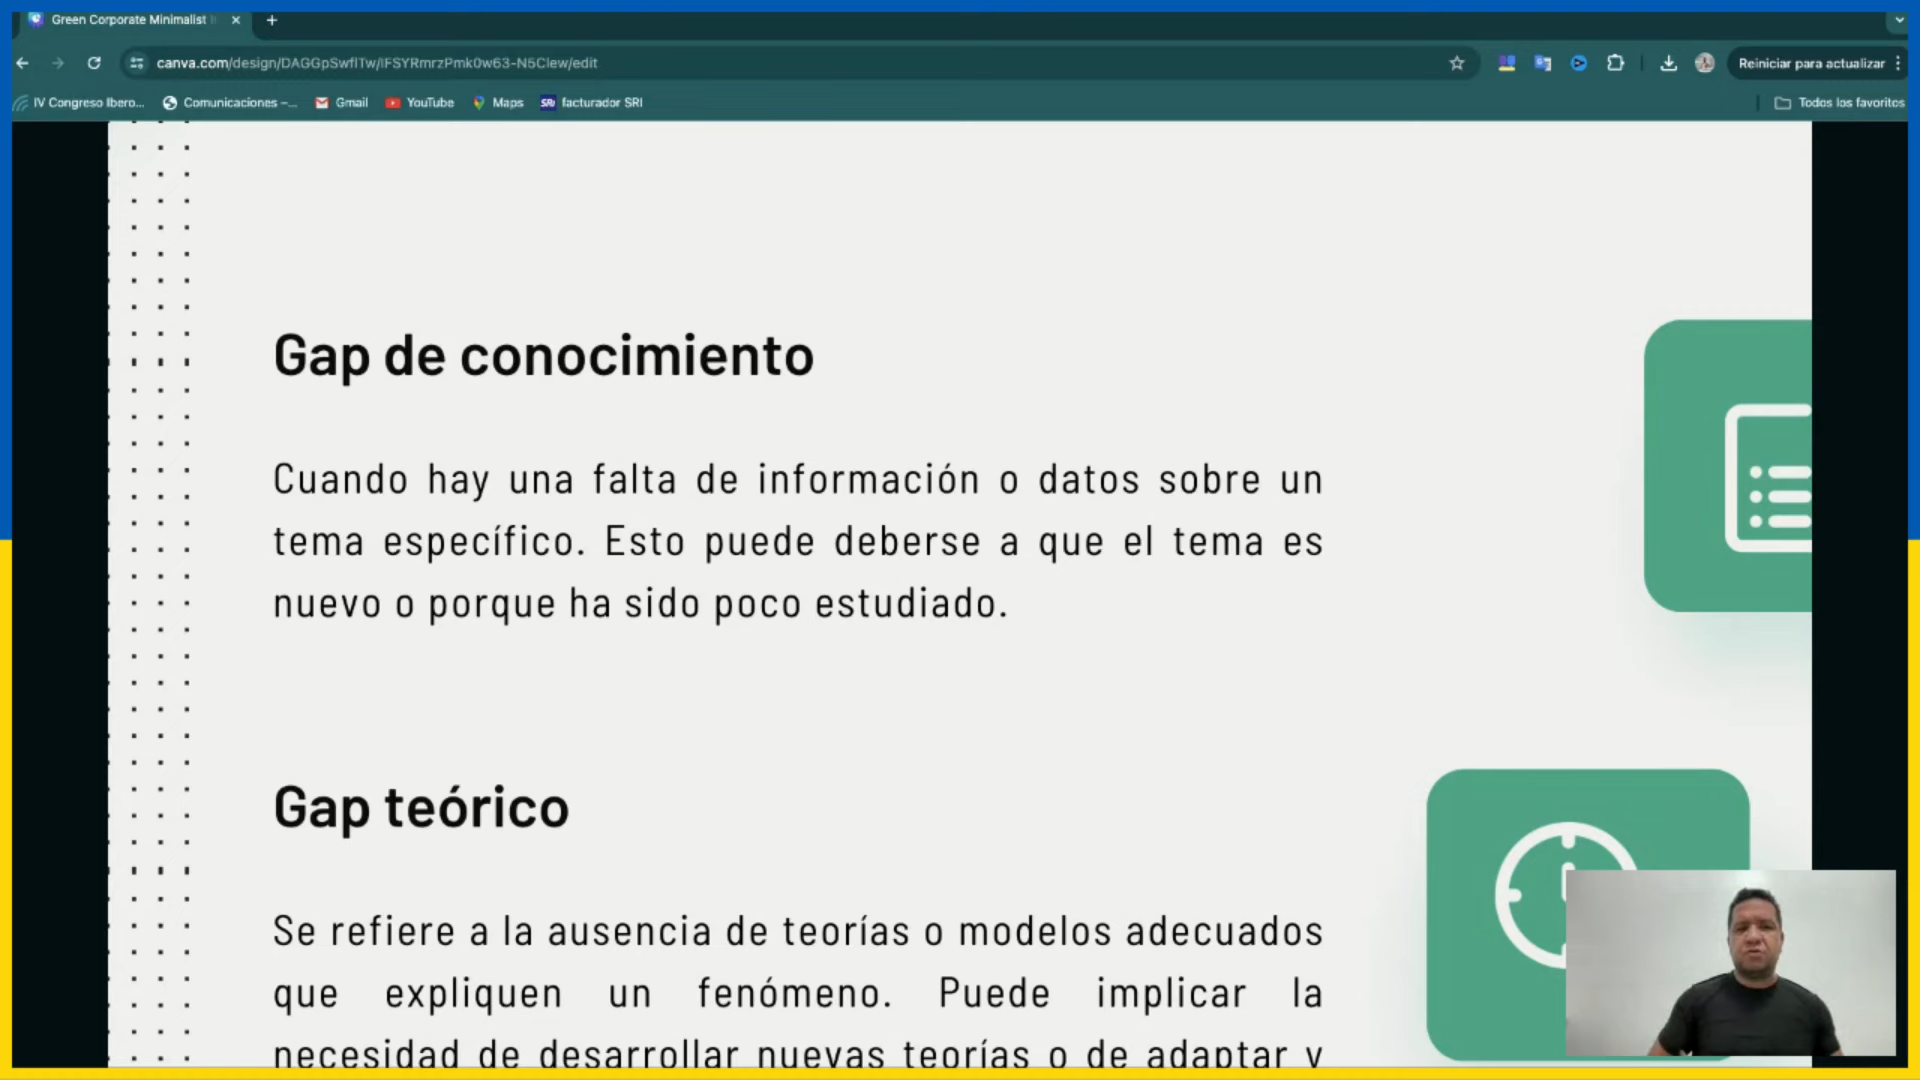 Green Corporate Minimalist
canva.com/design/DAGGpSwflTw/lFSYRmrzPmk0w63-N5Clew/edit
Reiniciar para actualizar
IV Congreso Ibero...
Comunicaciones –...
Gmail
YouTube
Maps
SRi facturador SRI
Todos los favoritos
Gap de conocimiento
Cuando hay una falta de información o datos sobre un
tema específico. Esto puede deberse a que el tema es
nuevo o porque ha sido poco estudiado.
Gap teórico
Se refiere a la ausencia de teorías o modelos adecuados
que expliquen un fenómeno. Puede implicar la
necesidad de desarrollar nuevas teorías o de adaptar y